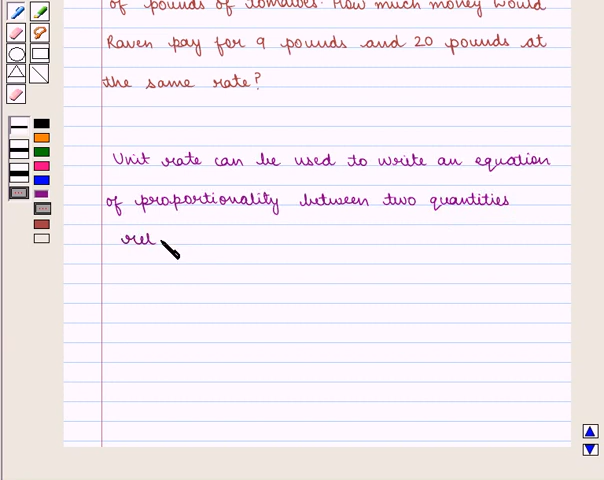 of pounds of tomatoes. How much money would
Raven pay for 9 pounds and 20 pounds at
the same rate?
Unit rate can be used to write an equation
of proportionality between two quantities
rel